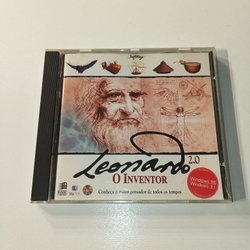 Leonardo 2.0
O INVENTOR
Windows 95
Windows 3.1
Conheça o maior pensador de todos os tempos